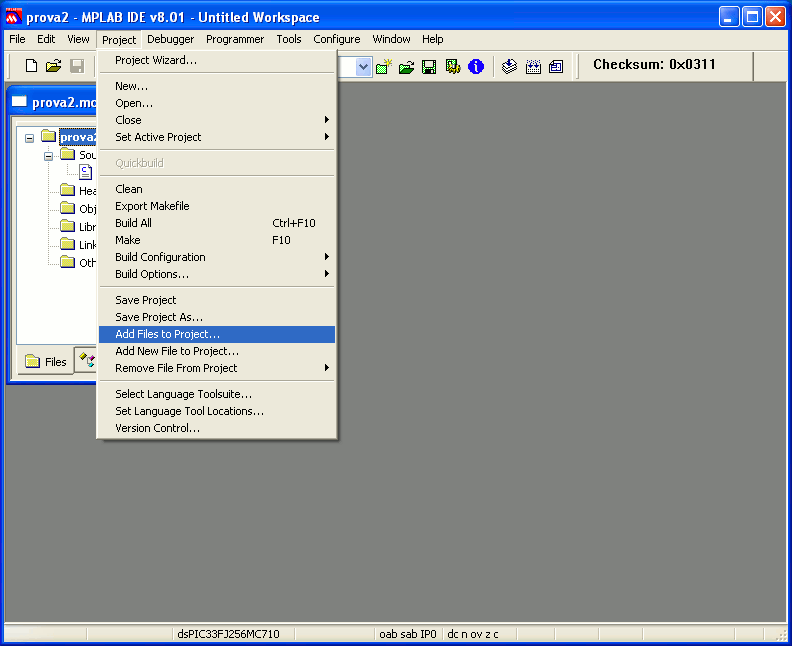 prova2 - MPLAB IDE v8.01 - Untitled Workspace
File Edit View Project Debugger Programmer Tools Configure Window Help
Checksum: 0x0311
prova2.mc
prova2
Sou
Hea
Obj
Libr
Link
Oth
Files
Project Wizard...
New...
Open...
Close
Set Active Project
Quickbuild
Clean
Export Makefile
Build All Ctrl+F10
Make F10
Build Configuration
Build Options...
Save Project
Save Project As...
Add Files to Project...
Add New File to Project...
Remove File From Project
Select Language Toolsuite...
Set Language Tool Locations...
Version Control...
dsPIC33FJ256MC710 oab sab IP0 dc n ov z c